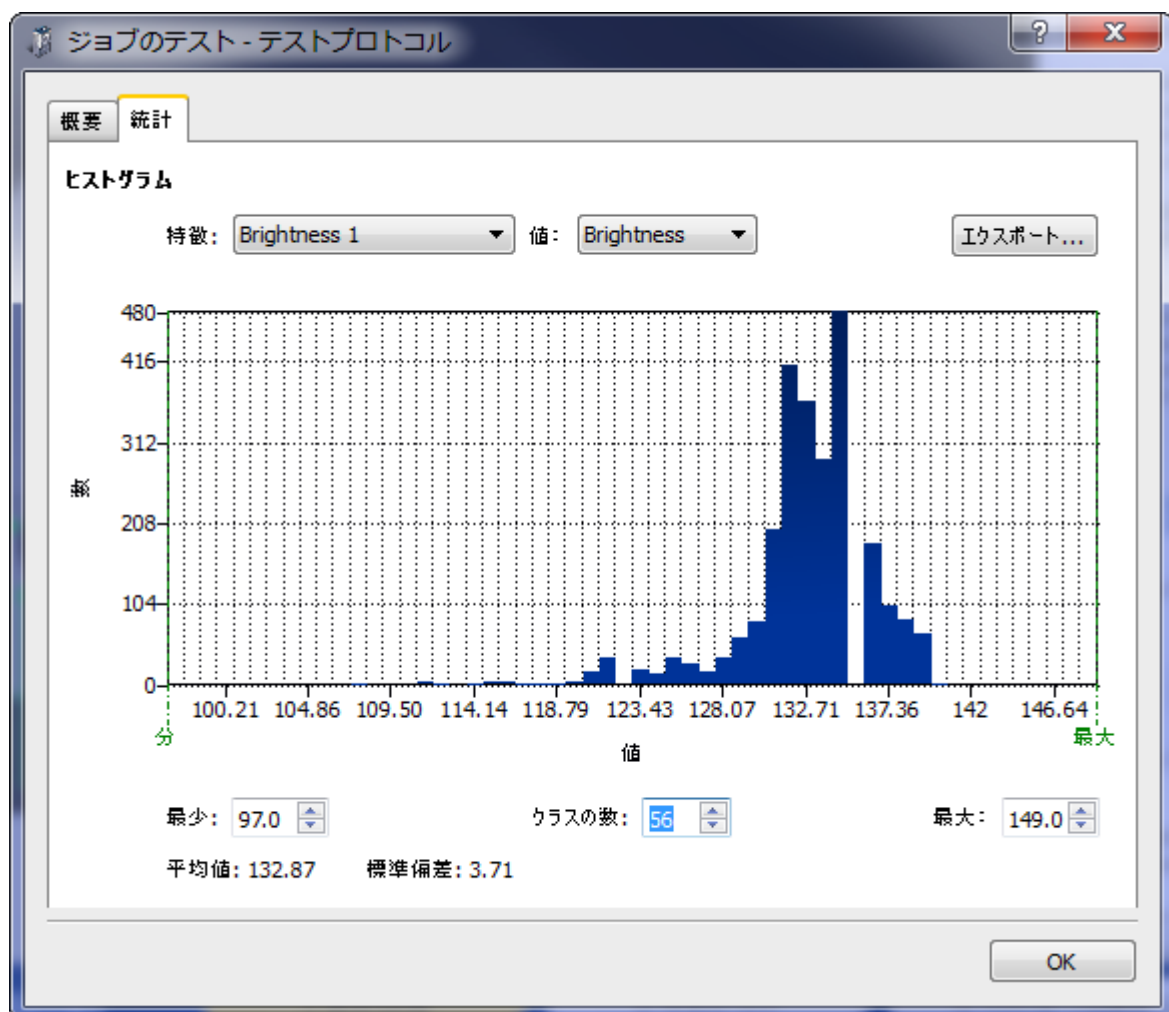 ジョブのテスト - テストプロトコル
概要 統計
ヒストグラム
特徴: Brightness 1 値: Brightness エクスポート...
480
416
312
208
104
0
数
100.21 104.86 109.50 114.14 118.79 123.43 128.07 132.71 137.36 142 146.64
分 最大
値
最少: 97.0 クラスの数: 56 最大: 149.0
平均値: 132.87 標準偏差: 3.71
OK